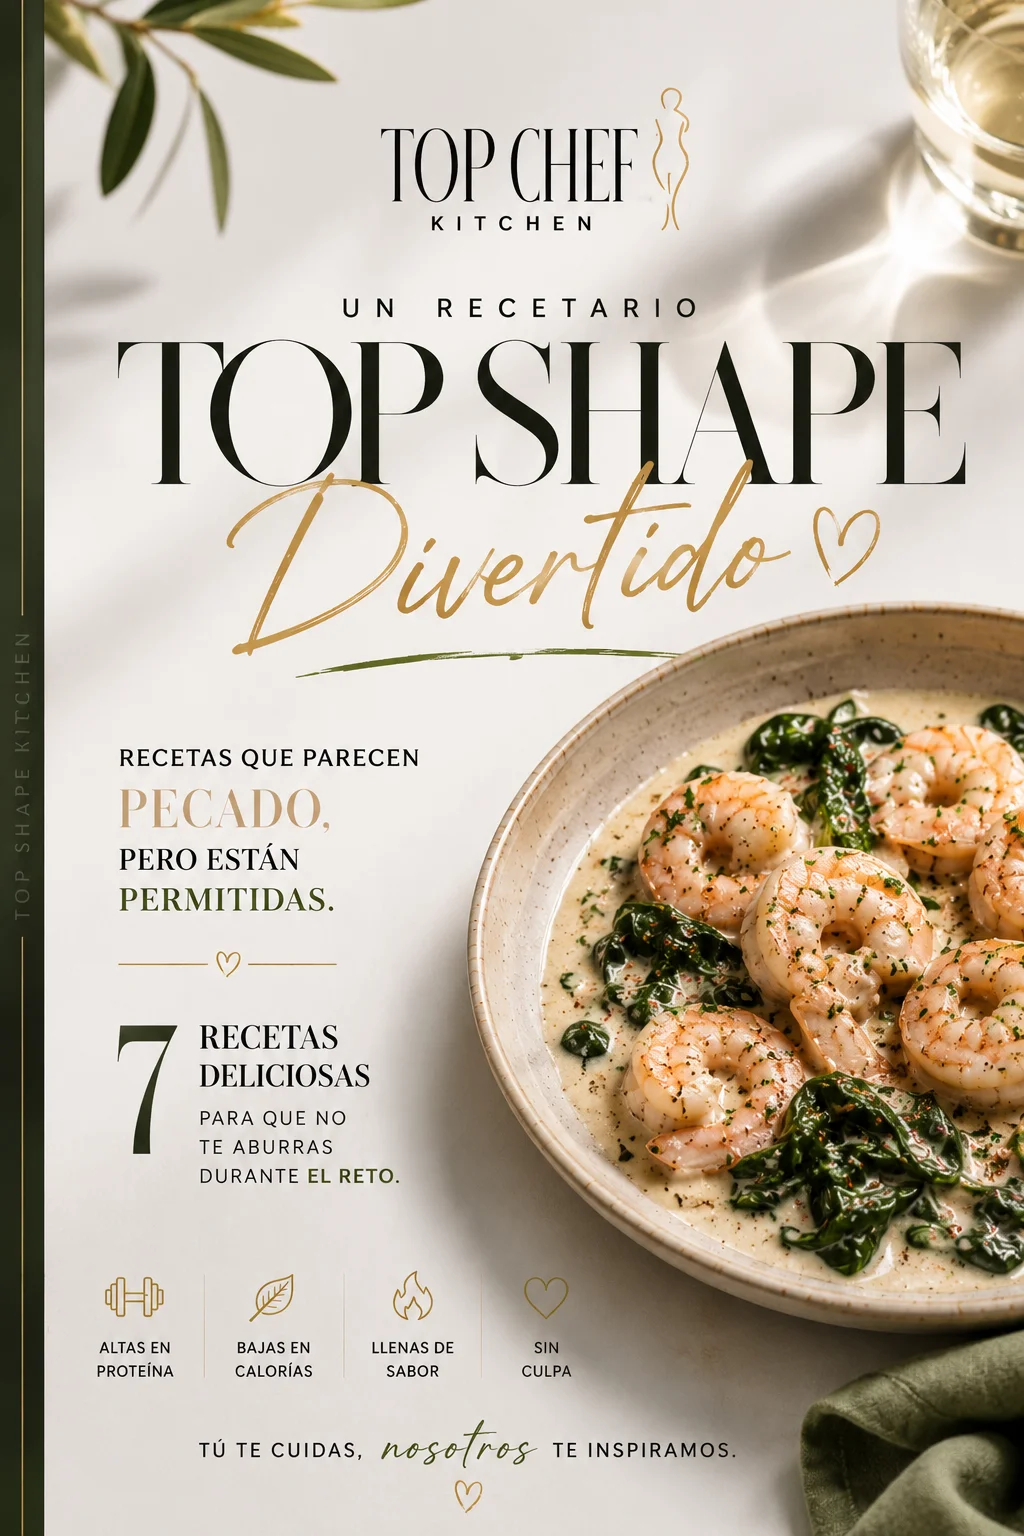 TOP CHEF
KITCHEN
UN RECETARIO
TOP SHAPE
Divertido
RECETAS QUE PARECEN
PECADO,
PERO ESTÁN
PERMITIDAS.
7
RECETAS
DELICIOSAS
PARA QUE NO
TE ABURRAS
DURANTE EL RETO.
ALTAS EN
PROTEÍNA
BAJAS EN
CALORÍAS
LLENAS DE
SABOR
SIN
CULPA
TÚ TE CUIDAS, nosotros TE INSPIRAMOS.
TOP SHAPE KITCHEN